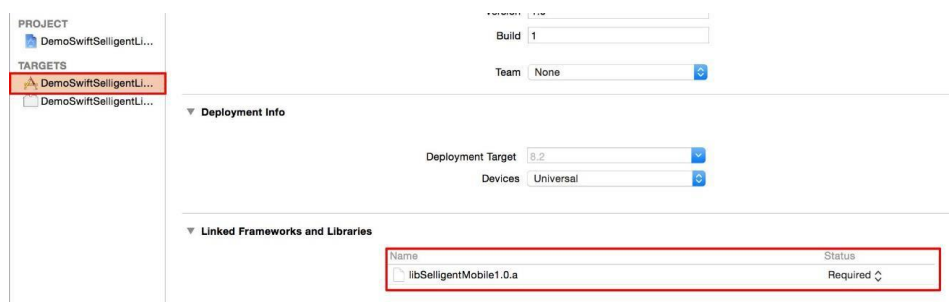 PROJECT
DemoSwiftSelligentLi...
TARGETS
DemoSwiftSelligentLi...
DemoSwiftSelligentLi...
Build 1
Team None
Deployment Info
Deployment Target 8.2
Devices Universal
Linked Frameworks and Libraries
Name Status
libSelligentMobile1.0.a Required